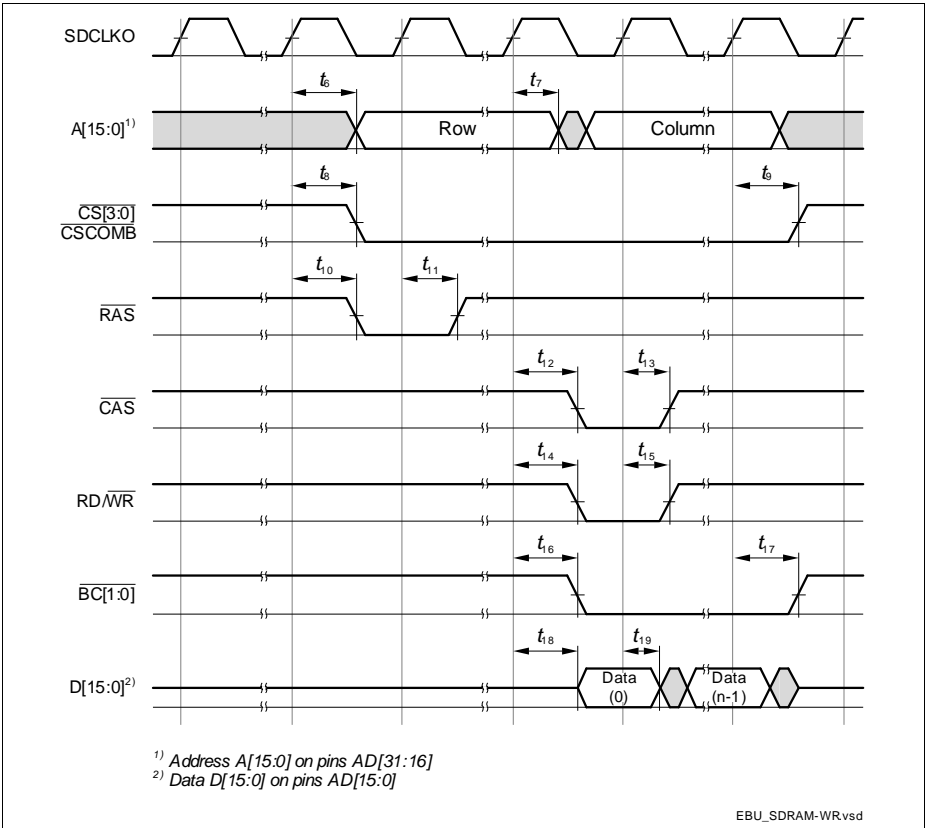 SDCLKO
t6 t7
A[15:0]1) Row Column
t8 t9
CS[3:0]
CSCOMB
t10 t11
RAS
t12 t13
CAS
t14 t15
RD/WR
t16 t17
BC[1:0]
t18 t19
D[15:0]2) Data (0) Data (n-1)
1) Address A[15:0] on pins AD[31:16]
2) Data D[15:0] on pins AD[15:0]
EBU_SDRAM-WR.vsd